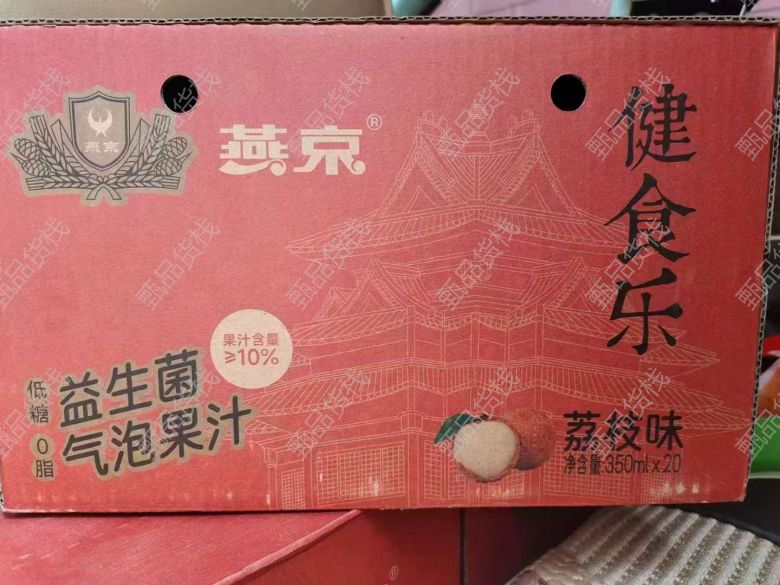 燕京
燕京®
健食乐
果汁含量
≥10%
低糖
0脂
益生菌
气泡果汁
荔枝味
净含量:350ml x 20
®
甄品货栈